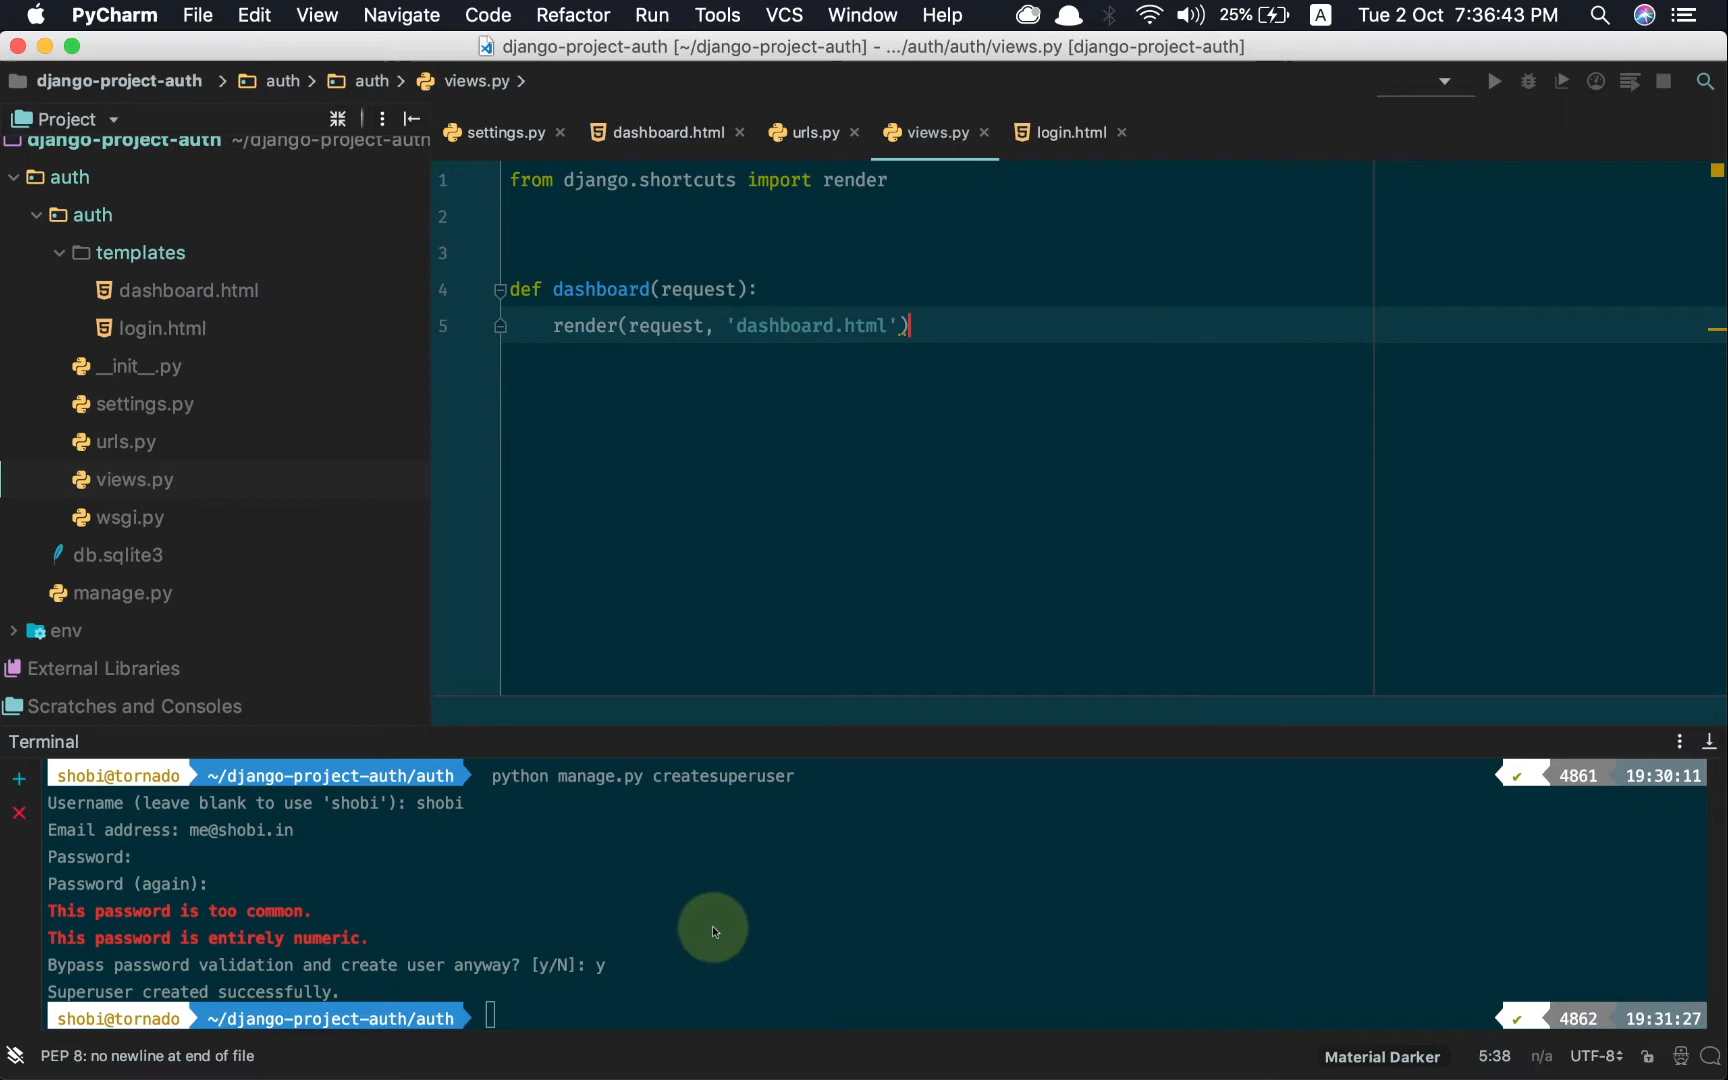 PyCharm File Edit View Navigate Code Refactor Run Tools VCS Window Help 25% A Tue 2 Oct 7:36:43 PM
django-project-auth [~/django-project-auth] - .../auth/auth/views.py [django-project-auth]
django-project-auth auth auth views.py
Project
settings.py dashboard.html urls.py views.py login.html
django-project-auth ~/django-project-auth
auth
auth
templates
dashboard.html
login.html
__init__.py
settings.py
urls.py
views.py
wsgi.py
db.sqlite3
manage.py
env
External Libraries
Scratches and Consoles
1 from django.shortcuts import render
2
3
4 def dashboard(request):
5 render(request, 'dashboard.html')
Terminal
shobi@tornado ~/django-project-auth/auth python manage.py createsuperuser ✔ 4861 19:30:11
Username (leave blank to use 'shobi'): shobi
Email address: me@shobi.in
Password:
Password (again):
This password is too common.
This password is entirely numeric.
Bypass password validation and create user anyway? [y/N]: y
Superuser created successfully.
shobi@tornado ~/django-project-auth/auth ✔ 4862 19:31:27
PEP 8: no newline at end of file Material Darker 5:38 n/a UTF-8